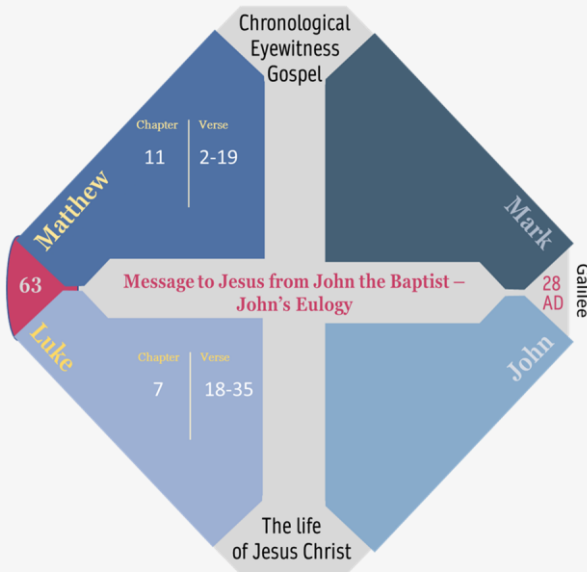 Chronological
Eyewitness
Gospel
Chapter Verse
11 2-19
Matthew
Mark
63
Message to Jesus from John the Baptist –
John's Eulogy
28
AD
Galilee
Luke
John
Chapter Verse
7 18-35
The life
of Jesus Christ